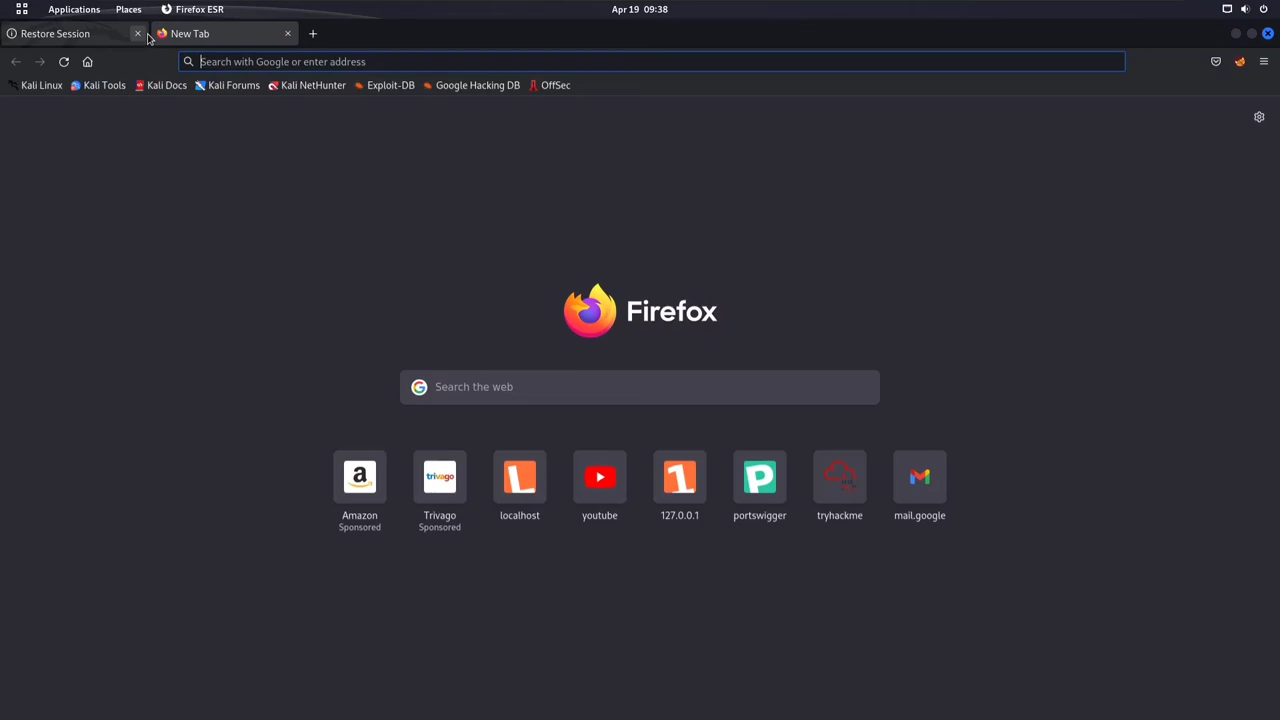 Applications Places Firefox ESR Apr 19 09:38
Restore Session New Tab
Search with Google or enter address
Kali Linux Kali Tools Kali Docs Kali Forums Kali NetHunter Exploit-DB Google Hacking DB OffSec
Firefox
Search the web
Amazon Trivago localhost youtube 127.0.0.1 portswigger tryhackme mail.google
Sponsored Sponsored